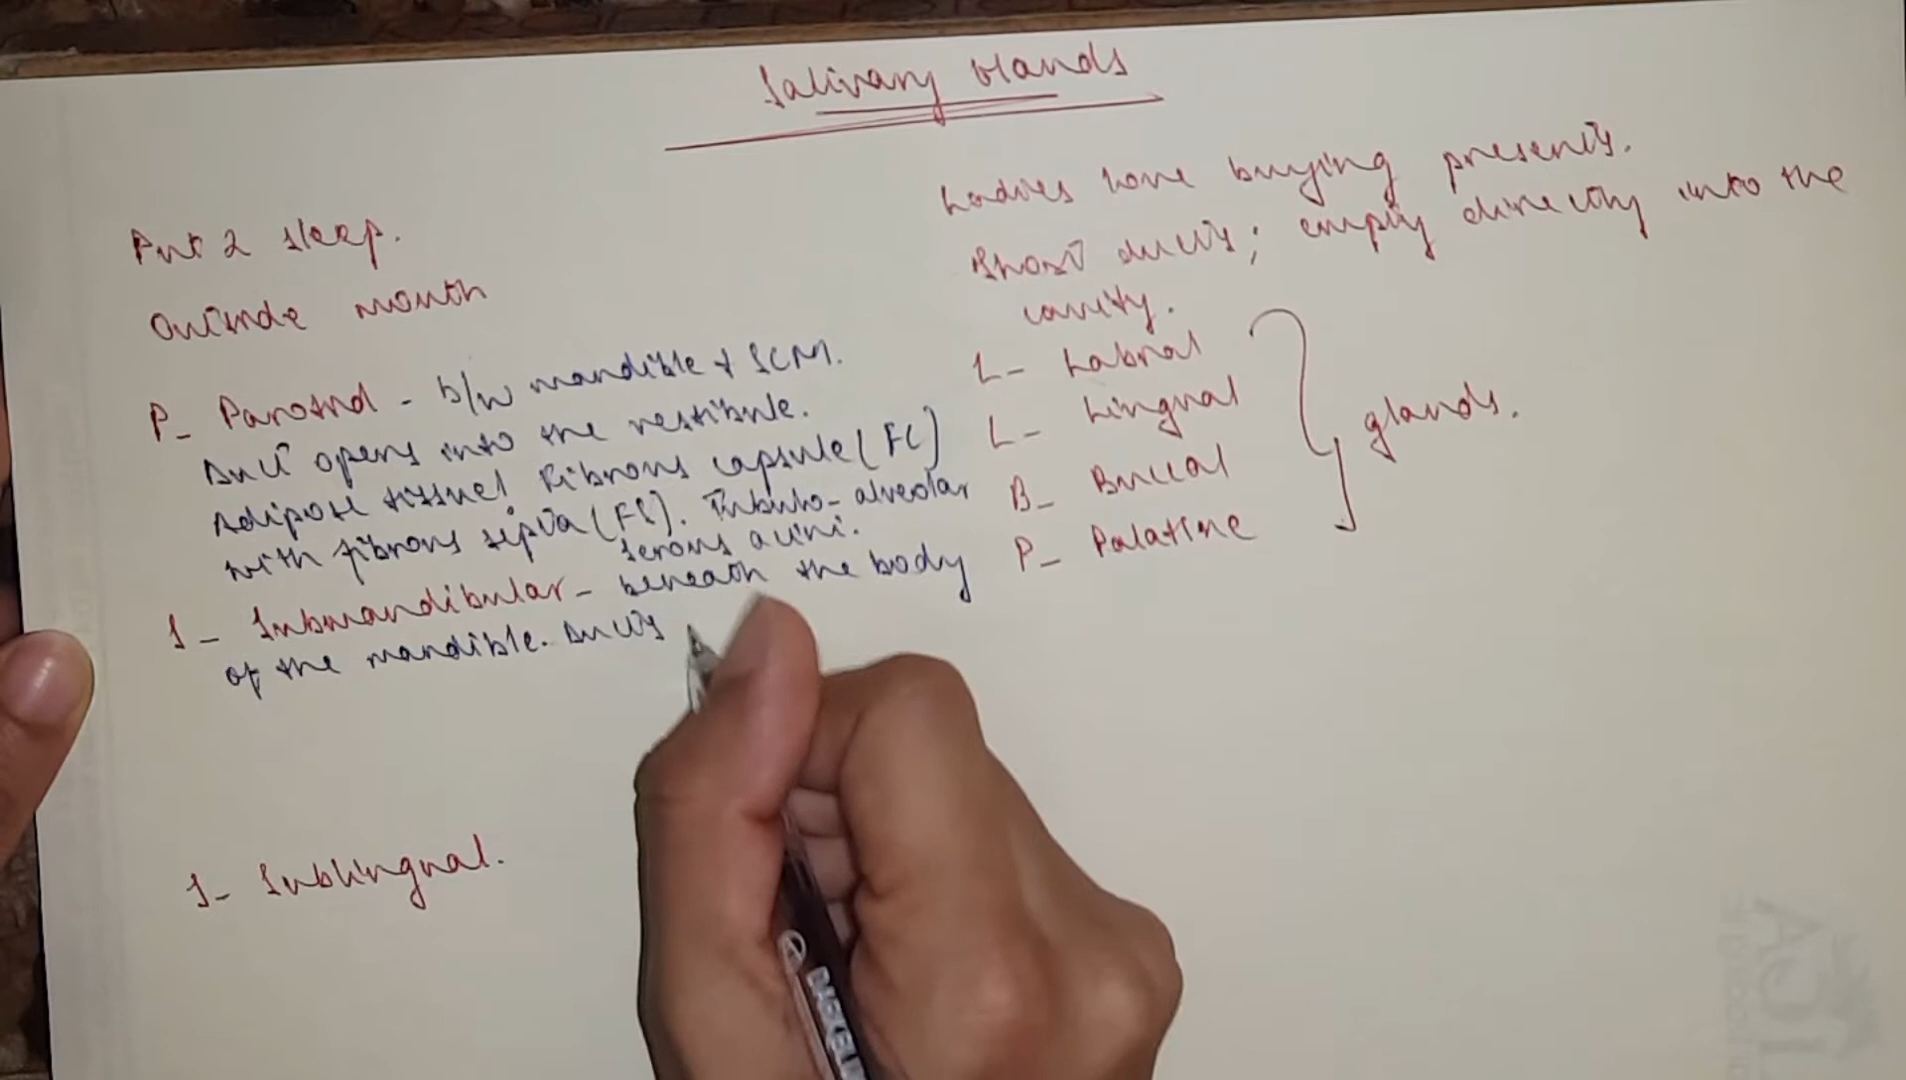 Salivary Glands
Put 2 sleep.
Outside mouth
P- Parotid - b/w mandible & SCM.
Duct opens into the vestibule.
Adipose tissue! Fibrous capsule (FC)
with fibrous septa (FS). Tubulo-alveolar
serous acini.
S- Submandibular - beneath the body
of the mandible. Ducts
S- Sublingual.
Ladies love buying presents.
Short ducts; empty directly into the
cavity.
L- Labial
L- Lingual
B- Buccal
P- Palatine
glands.